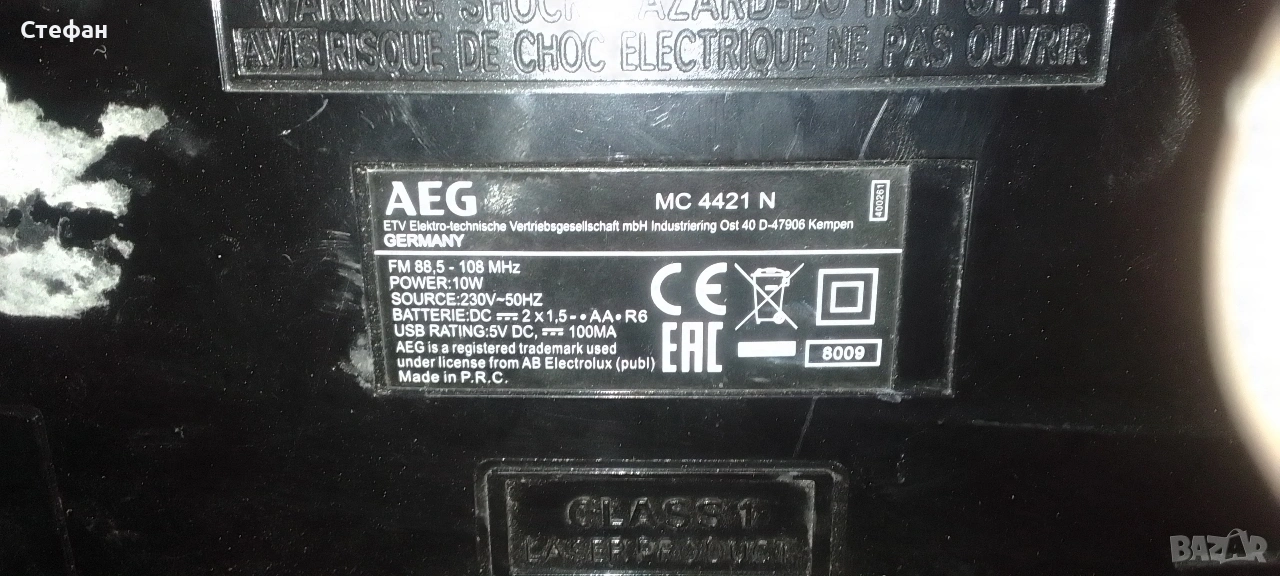 Стефан
WARNING: SHOCK HAZARD-DO NOT OPEN
AVIS RISQUE DE CHOC ELECTRIQUE NE PAS OUVRIR
AEG MC 4421 N
400261
ETV Elektro-technische Vertriebsgesellschaft mbH Industriering Ost 40 D-47906 Kempen
GERMANY
FM 88,5 - 108 MHz
POWER:10W
SOURCE:230V~50HZ
BATTERIE:DC ⎓ 2 x 1,5 - • AA • R6
USB RATING:5V DC, ⎓ 100MA
AEG is a registered trademark used
under license from AB Electrolux (publ)
Made in P.R.C.
CE
EAC
8009
CLASS 1
LASER PRODUCT
BAZAR